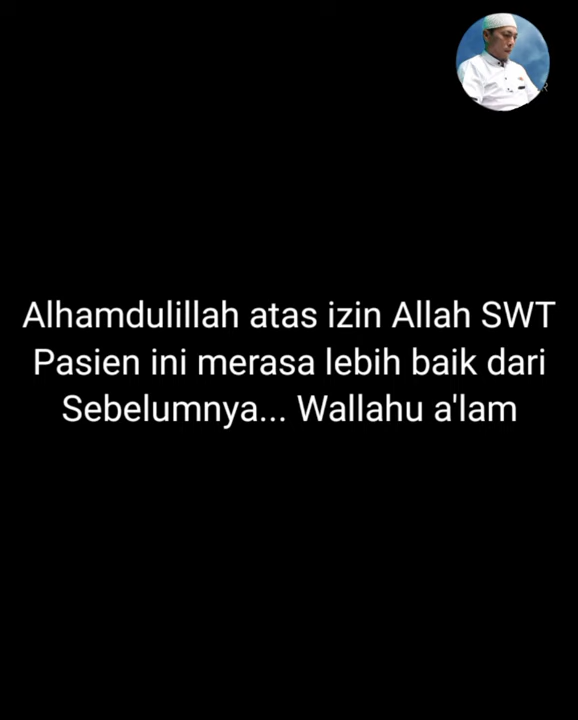 Alhamdulillah atas izin Allah SWT
Pasien ini merasa lebih baik dari
Sebelumnya... Wallahu a'lam